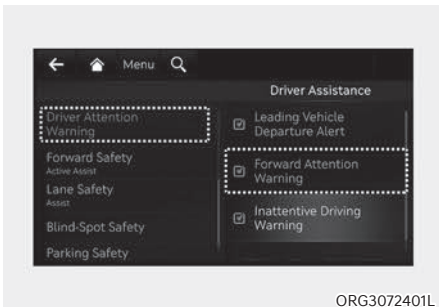 Menu
Driver Assistance
Driver Attention
Warning
Forward Safety
Active Assist
Lane Safety
Assist
Blind-Spot Safety
Parking Safety
Leading Vehicle
Departure Alert
Forward Attention
Warning
Inattentive Driving
Warning
ORG3072401L